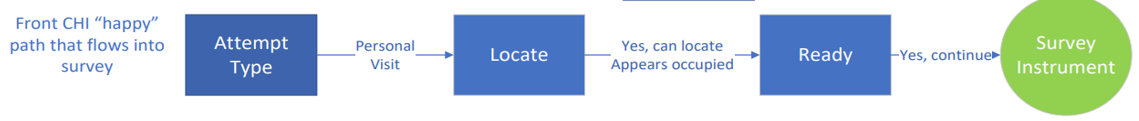 Front CHI “happy”
path that flows into
survey
Attempt
Type
Personal
Visit
Locate
Yes, can locate
Appears occupied
Ready
Yes, continue
Survey
Instrument